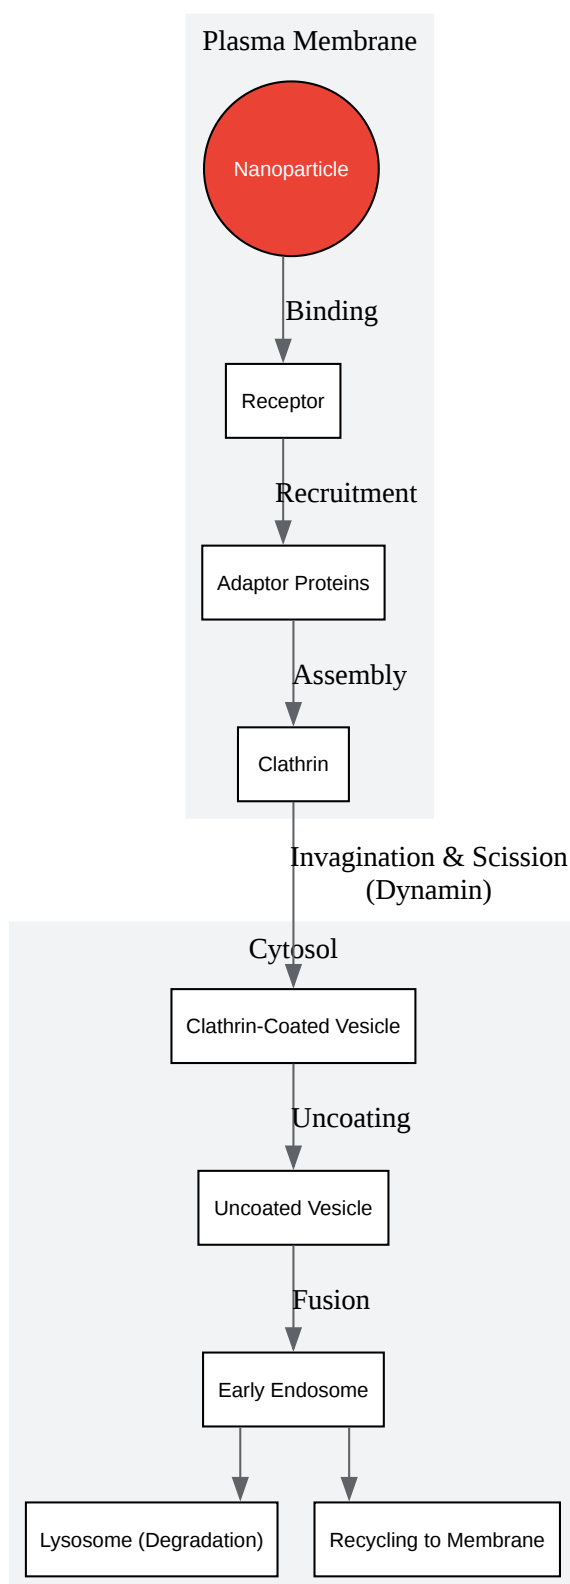 Plasma Membrane
Nanoparticle
Binding
Receptor
Recruitment
Adaptor Proteins
Assembly
Clathrin
Invagination & Scission
(Dynamin)
Cytosol
Clathrin-Coated Vesicle
Uncoating
Uncoated Vesicle
Fusion
Early Endosome
Lysosome (Degradation)
Recycling to Membrane